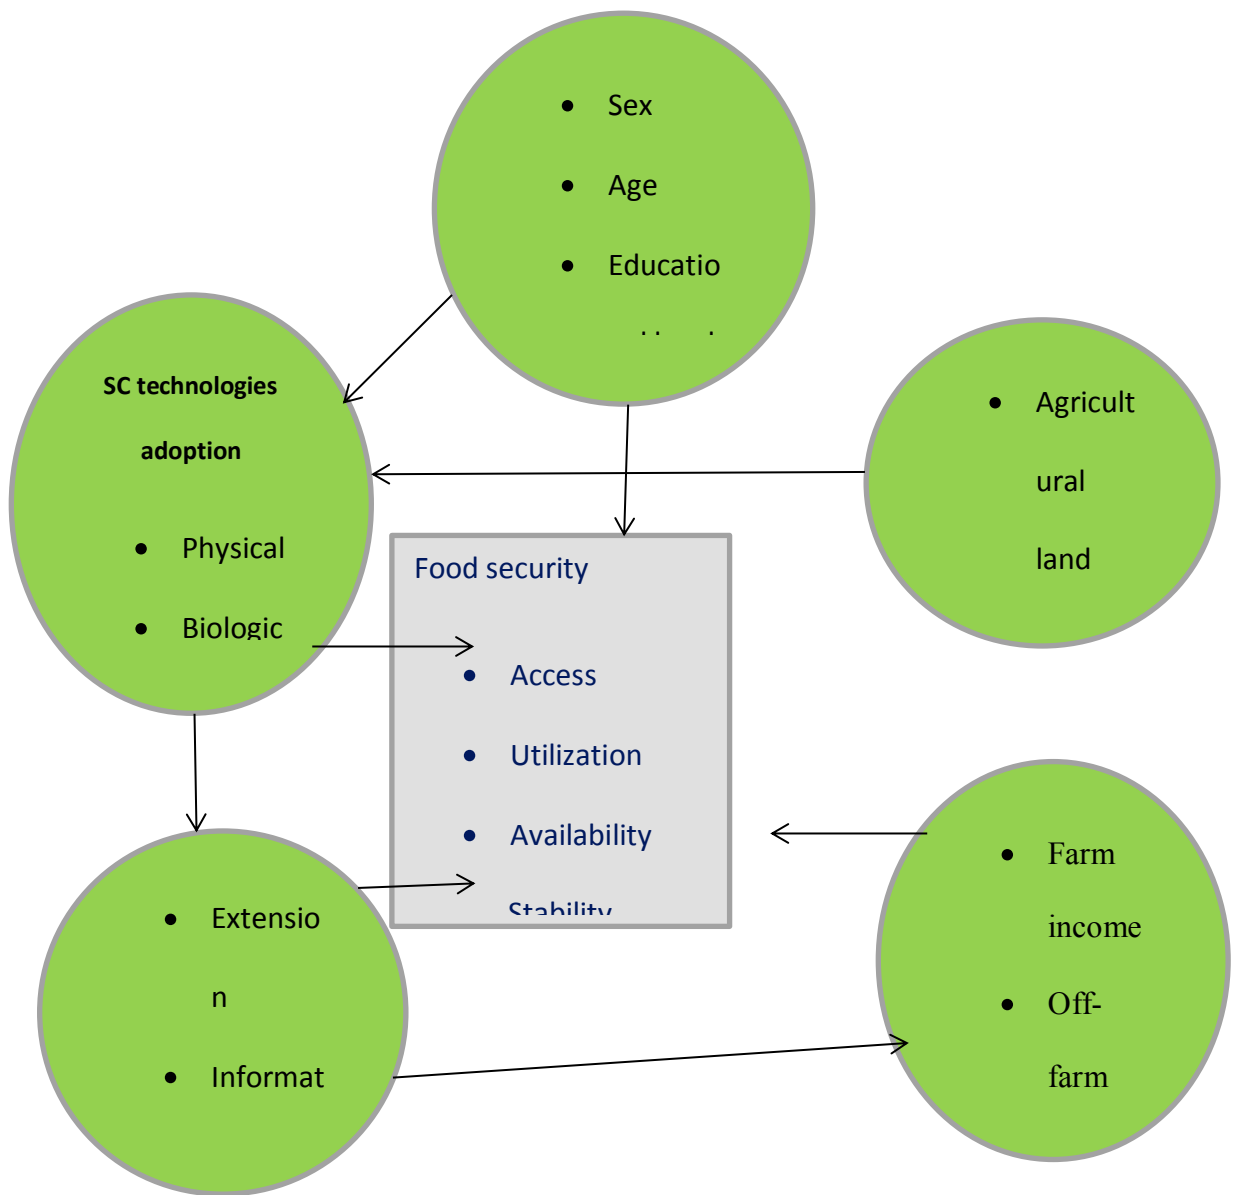 • Sex
• Age
• Educatio
SC technologies
adoption
• Physical
• Biologic
• Agricult
ural
land
Food security
• Access
• Utilization
• Availability
Stability
• Extensio
n
• Informat
• Farm
income
• Off-
farm